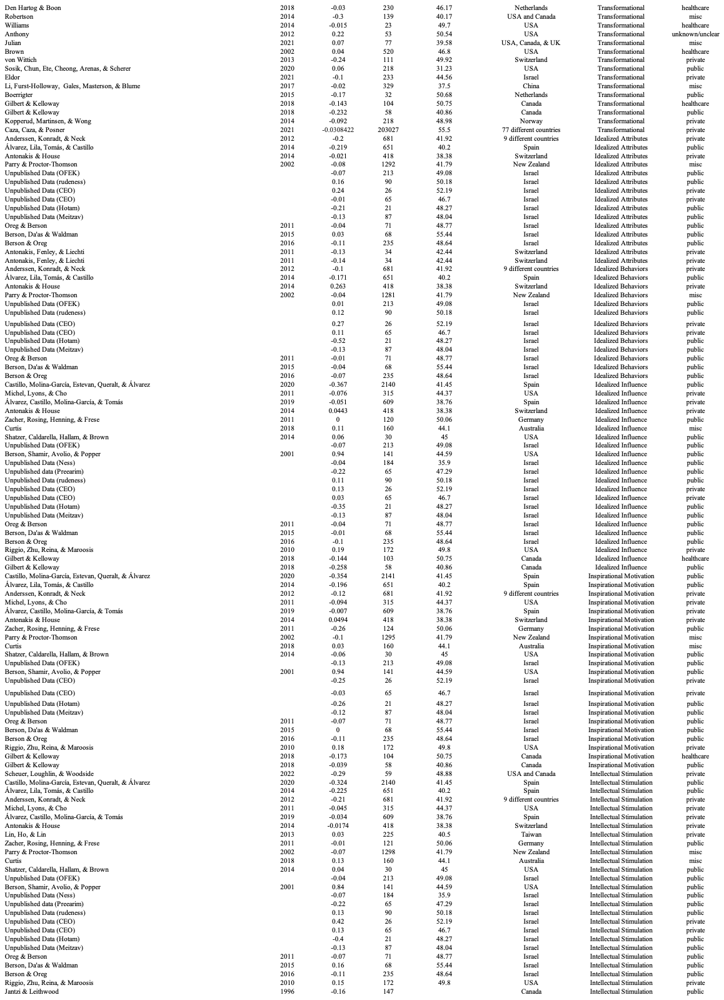 Den Hartog & Boon 2018 -0.03 230 46.17 Netherlands Transformational healthcare
Robertson 2014 -0.3 139 40.17 USA and Canada Transformational misc
Williams 2014 -0.015 23 49.7 USA Transformational healthcare
Anthony 2012 0.22 53 50.54 USA Transformational unknown/unclear
Julian 2021 0.07 77 39.58 USA, Canada, & UK Transformational misc
Brown 2002 0.04 520 46.8 USA Transformational healthcare
von Wittich 2013 -0.24 111 49.92 Switzerland Transformational private
Sosik, Chun, Ete, Cheong, Arenas, & Scherer 2020 0.06 218 31.23 USA Transformational public
Eldor 2021 -0.1 233 44.56 Israel Transformational private
Li, Furst-Holloway, Gales, Masterson, & Blume 2017 -0.02 329 37.5 China Transformational misc
Boerrigter 2015 -0.17 32 50.68 Netherlands Transformational public
Gilbert & Kelloway 2018 -0.143 104 50.75 Canada Transformational healthcare
Gilbert & Kelloway 2018 -0.232 58 40.86 Canada Transformational public
Kopperud, Martinsen, & Wong 2014 -0.092 218 48.98 Norway Transformational private
Caza, Caza, & Posner 2021 -0.0308422 203027 55.5 77 different countries Transformational private
Anderssen, Konradt, & Neck 2012 -0.2 681 41.92 9 different countries Idealized Attributes private
Álvarez, Lila, Tomás, & Castillo 2014 -0.219 651 40.2 Spain Idealized Attributes public
Antonakis & House 2014 -0.021 418 38.38 Switzerland Idealized Attributes private
Parry & Proctor-Thomson 2002 -0.08 1292 41.79 New Zealand Idealized Attributes misc
Unpublished Data (OFEK) -0.07 213 49.08 Israel Idealized Attributes public
Unpublished Data (rudeness) 0.16 90 50.18 Israel Idealized Attributes public
Unpublished Data (CEO) 0.24 26 52.19 Israel Idealized Attributes private
Unpublished Data (CEO) -0.01 65 46.7 Israel Idealized Attributes private
Unpublished Data (Hotam) -0.21 21 48.27 Israel Idealized Attributes public
Unpublished Data (Meitzav) -0.13 87 48.04 Israel Idealized Attributes public
Oreg & Berson 2011 -0.04 71 48.77 Israel Idealized Attributes public
Berson, Da'as & Waldman 2015 0.03 68 55.44 Israel Idealized Attributes public
Berson & Oreg 2016 -0.11 235 48.64 Israel Idealized Attributes public
Antonakis, Fenley, & Liechti 2011 -0.13 34 42.44 Switzerland Idealized Attributes private
Antonakis, Fenley, & Liechti 2011 -0.14 34 42.44 Switzerland Idealized Attributes private
Anderssen, Konradt, & Neck 2012 -0.1 681 41.92 9 different countries Idealized Behaviors private
Álvarez, Lila, Tomás, & Castillo 2014 -0.171 651 40.2 Spain Idealized Behaviors public
Antonakis & House 2014 0.263 418 38.38 Switzerland Idealized Behaviors private
Parry & Proctor-Thomson 2002 -0.04 1281 41.79 New Zealand Idealized Behaviors misc
Unpublished Data (OFEK) 0.01 213 49.08 Israel Idealized Behaviors public
Unpublished Data (rudeness) 0.12 90 50.18 Israel Idealized Behaviors public
Unpublished Data (CEO) 0.27 26 52.19 Israel Idealized Behaviors private
Unpublished Data (CEO) 0.11 65 46.7 Israel Idealized Behaviors private
Unpublished Data (Hotam) -0.52 21 48.27 Israel Idealized Behaviors public
Unpublished Data (Meitzav) -0.13 87 48.04 Israel Idealized Behaviors public
Oreg & Berson 2011 -0.01 71 48.77 Israel Idealized Behaviors public
Berson, Da'as & Waldman 2015 -0.04 68 55.44 Israel Idealized Behaviors public
Berson & Oreg 2016 -0.07 235 48.64 Israel Idealized Behaviors public
Castillo, Molina-García, Estevan, Queralt, & Álvarez 2020 -0.367 2140 41.45 Spain Idealized Influence public
Michel, Lyons, & Cho 2011 -0.076 315 44.37 USA Idealized Influence private
Álvarez, Castillo, Molina-García, & Tomás 2019 -0.051 609 38.76 Spain Idealized Influence private
Antonakis & House 2014 0.0443 418 38.38 Switzerland Idealized Influence private
Zacher, Rosing, Henning, & Frese 2011 0 120 50.06 Germany Idealized Influence public
Curtis 2018 0.11 160 44.1 Australia Idealized Influence misc
Shatzer, Caldarella, Hallam, & Brown 2014 0.06 30 45 USA Idealized Influence public
Unpublished Data (OFEK) -0.07 213 49.08 Israel Idealized Influence public
Berson, Shamir, Avolio, & Popper 2001 0.94 141 44.59 USA Idealized Influence public
Unpublished Data (Ness) -0.04 184 35.9 Israel Idealized Influence public
Unpublished data (Preearim) -0.22 65 47.29 Israel Idealized Influence public
Unpublished Data (rudeness) 0.11 90 50.18 Israel Idealized Influence public
Unpublished Data (CEO) 0.13 26 52.19 Israel Idealized Influence private
Unpublished Data (CEO) 0.03 65 46.7 Israel Idealized Influence private
Unpublished Data (Hotam) -0.35 21 48.27 Israel Idealized Influence public
Unpublished Data (Meitzav) -0.13 87 48.04 Israel Idealized Influence public
Oreg & Berson 2011 -0.04 71 48.77 Israel Idealized Influence public
Berson, Da'as & Waldman 2015 -0.01 68 55.44 Israel Idealized Influence public
Berson & Oreg 2016 -0.1 235 48.64 Israel Idealized Influence public
Riggio, Zhu, Reina, & Maroosis 2010 0.19 172 49.8 USA Idealized Influence private
Gilbert & Kelloway 2018 -0.144 103 50.75 Canada Idealized Influence healthcare
Gilbert & Kelloway 2018 -0.258 58 40.86 Canada Idealized Influence public
Castillo, Molina-García, Estevan, Queralt, & Álvarez 2020 -0.354 2141 41.45 Spain Inspirational Motivation public
Álvarez, Lila, Tomás, & Castillo 2014 -0.196 651 40.2 Spain Inspirational Motivation public
Anderssen, Konradt, & Neck 2012 -0.12 681 41.92 9 different countries Inspirational Motivation private
Michel, Lyons, & Cho 2011 -0.094 315 44.37 USA Inspirational Motivation private
Álvarez, Castillo, Molina-García, & Tomás 2019 -0.007 609 38.76 Spain Inspirational Motivation private
Antonakis & House 2014 0.0494 418 38.38 Switzerland Inspirational Motivation private
Zacher, Rosing, Henning, & Frese 2011 -0.26 124 50.06 Germany Inspirational Motivation public
Parry & Proctor-Thomson 2002 -0.1 1295 41.79 New Zealand Inspirational Motivation misc
Curtis 2018 0.03 160 44.1 Australia Inspirational Motivation misc
Shatzer, Caldarella, Hallam, & Brown 2014 -0.06 30 45 USA Inspirational Motivation public
Unpublished Data (OFEK) -0.13 213 49.08 Israel Inspirational Motivation public
Berson, Shamir, Avolio, & Popper 2001 0.94 141 44.59 USA Inspirational Motivation public
Unpublished Data (CEO) -0.25 26 52.19 Israel Inspirational Motivation private
Unpublished Data (CEO) -0.03 65 46.7 Israel Inspirational Motivation private
Unpublished Data (Hotam) -0.26 21 48.27 Israel Inspirational Motivation public
Unpublished Data (Meitzav) -0.12 87 48.04 Israel Inspirational Motivation public
Oreg & Berson 2011 -0.07 71 48.77 Israel Inspirational Motivation public
Berson, Da'as & Waldman 2015 0 68 55.44 Israel Inspirational Motivation public
Berson & Oreg 2016 -0.11 235 48.64 Israel Inspirational Motivation public
Riggio, Zhu, Reina, & Maroosis 2010 0.18 172 49.8 USA Inspirational Motivation private
Gilbert & Kelloway 2018 -0.173 104 50.75 Canada Inspirational Motivation healthcare
Gilbert & Kelloway 2018 -0.039 58 40.86 Canada Inspirational Motivation public
Scheuer, Loughlin, & Woodside 2022 -0.29 59 48.88 USA and Canada Intellectual Stimulation private
Castillo, Molina-García, Estevan, Queralt, & Álvarez 2020 -0.324 2140 41.45 Spain Intellectual Stimulation public
Álvarez, Lila, Tomás, & Castillo 2014 -0.225 651 40.2 Spain Intellectual Stimulation public
Anderssen, Konradt, & Neck 2012 -0.21 681 41.92 9 different countries Intellectual Stimulation private
Michel, Lyons, & Cho 2011 -0.045 315 44.37 USA Intellectual Stimulation private
Álvarez, Castillo, Molina-García, & Tomás 2019 -0.034 609 38.76 Spain Intellectual Stimulation private
Antonakis & House 2014 -0.0174 418 38.38 Switzerland Intellectual Stimulation private
Lin, Ho, & Lin 2013 0.03 225 40.5 Taiwan Intellectual Stimulation private
Zacher, Rosing, Henning, & Frese 2011 -0.01 121 50.06 Germany Intellectual Stimulation public
Parry & Proctor-Thomson 2002 -0.07 1298 41.79 New Zealand Intellectual Stimulation misc
Curtis 2018 0.13 160 44.1 Australia Intellectual Stimulation misc
Shatzer, Caldarella, Hallam, & Brown 2014 0.04 30 45 USA Intellectual Stimulation public
Unpublished Data (OFEK) -0.04 213 49.08 Israel Intellectual Stimulation public
Berson, Shamir, Avolio, & Popper 2001 0.84 141 44.59 USA Intellectual Stimulation public
Unpublished Data (Ness) -0.07 184 35.9 Israel Intellectual Stimulation public
Unpublished data (Preearim) -0.22 65 47.29 Israel Intellectual Stimulation public
Unpublished Data (rudeness) 0.13 90 50.18 Israel Intellectual Stimulation public
Unpublished Data (CEO) 0.42 26 52.19 Israel Intellectual Stimulation private
Unpublished Data (CEO) 0.13 65 46.7 Israel Intellectual Stimulation private
Unpublished Data (Hotam) -0.4 21 48.27 Israel Intellectual Stimulation public
Unpublished Data (Meitzav) -0.13 87 48.04 Israel Intellectual Stimulation public
Oreg & Berson 2011 -0.07 71 48.77 Israel Intellectual Stimulation public
Berson, Da'as & Waldman 2015 0.16 68 55.44 Israel Intellectual Stimulation public
Berson & Oreg 2016 -0.11 235 48.64 Israel Intellectual Stimulation public
Riggio, Zhu, Reina, & Maroosis 2010 0.15 172 49.8 USA Intellectual Stimulation private
Jantzi & Leithwood 1996 -0.16 147 Canada Intellectual Stimulation public